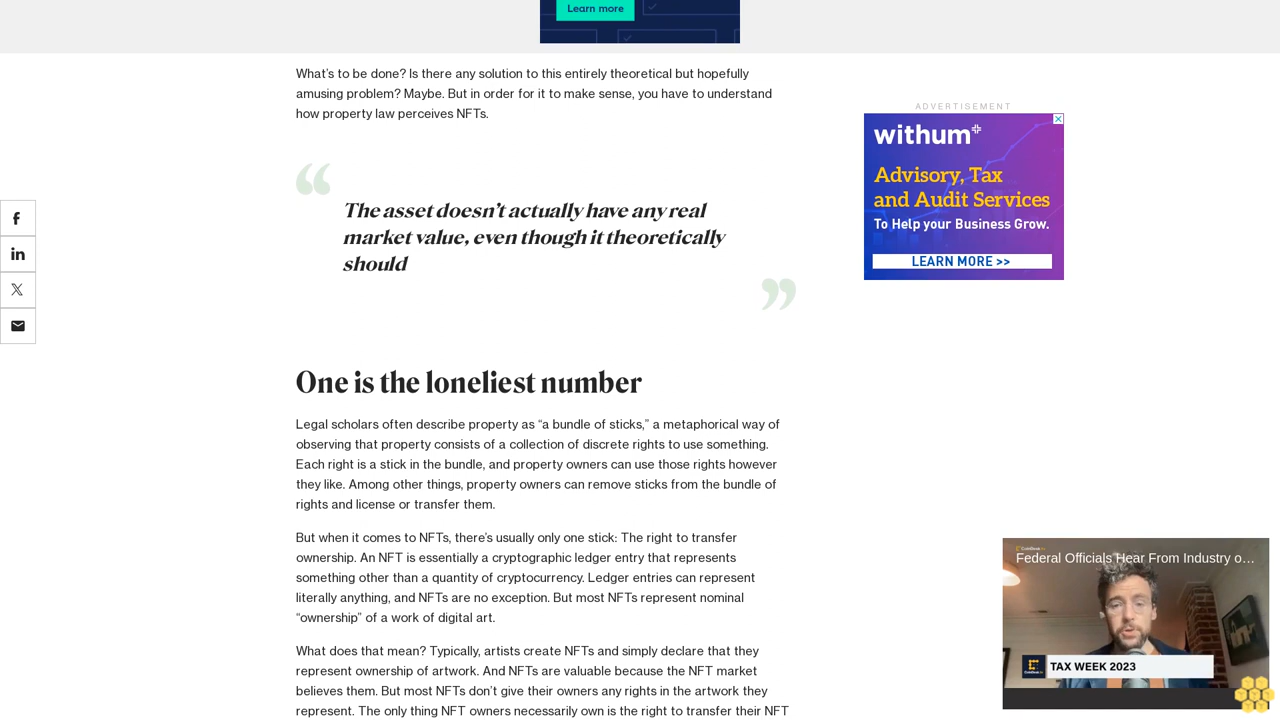 Learn more
What’s to be done? Is there any solution to this entirely theoretical but hopefully
amusing problem? Maybe. But in order for it to make sense, you have to understand
how property law perceives NFTs.
“
The asset doesn’t actually have any real
market value, even though it theoretically
should
”
One is the loneliest number
Legal scholars often describe property as “a bundle of sticks,” a metaphorical way of
observing that property consists of a collection of discrete rights to use something.
Each right is a stick in the bundle, and property owners can use those rights however
they like. Among other things, property owners can remove sticks from the bundle of
rights and license or transfer them.
But when it comes to NFTs, there’s usually only one stick: The right to transfer
ownership. An NFT is essentially a cryptographic ledger entry that represents
something other than a quantity of cryptocurrency. Ledger entries can represent
literally anything, and NFTs are no exception. But most NFTs represent nominal
“ownership” of a work of digital art.
What does that mean? Typically, artists create NFTs and simply declare that they
represent ownership of artwork. And NFTs are valuable because the NFT market
believes them. But most NFTs don’t give their owners any rights in the artwork they
represent. The only thing NFT owners necessarily own is the right to transfer their NFT
ADVERTISEMENT
withum
Advisory, Tax
and Audit Services
To Help your Business Grow.
LEARN MORE >>
CoinDesk
Federal Officials Hear From Industry o…
TAX WEEK 2023